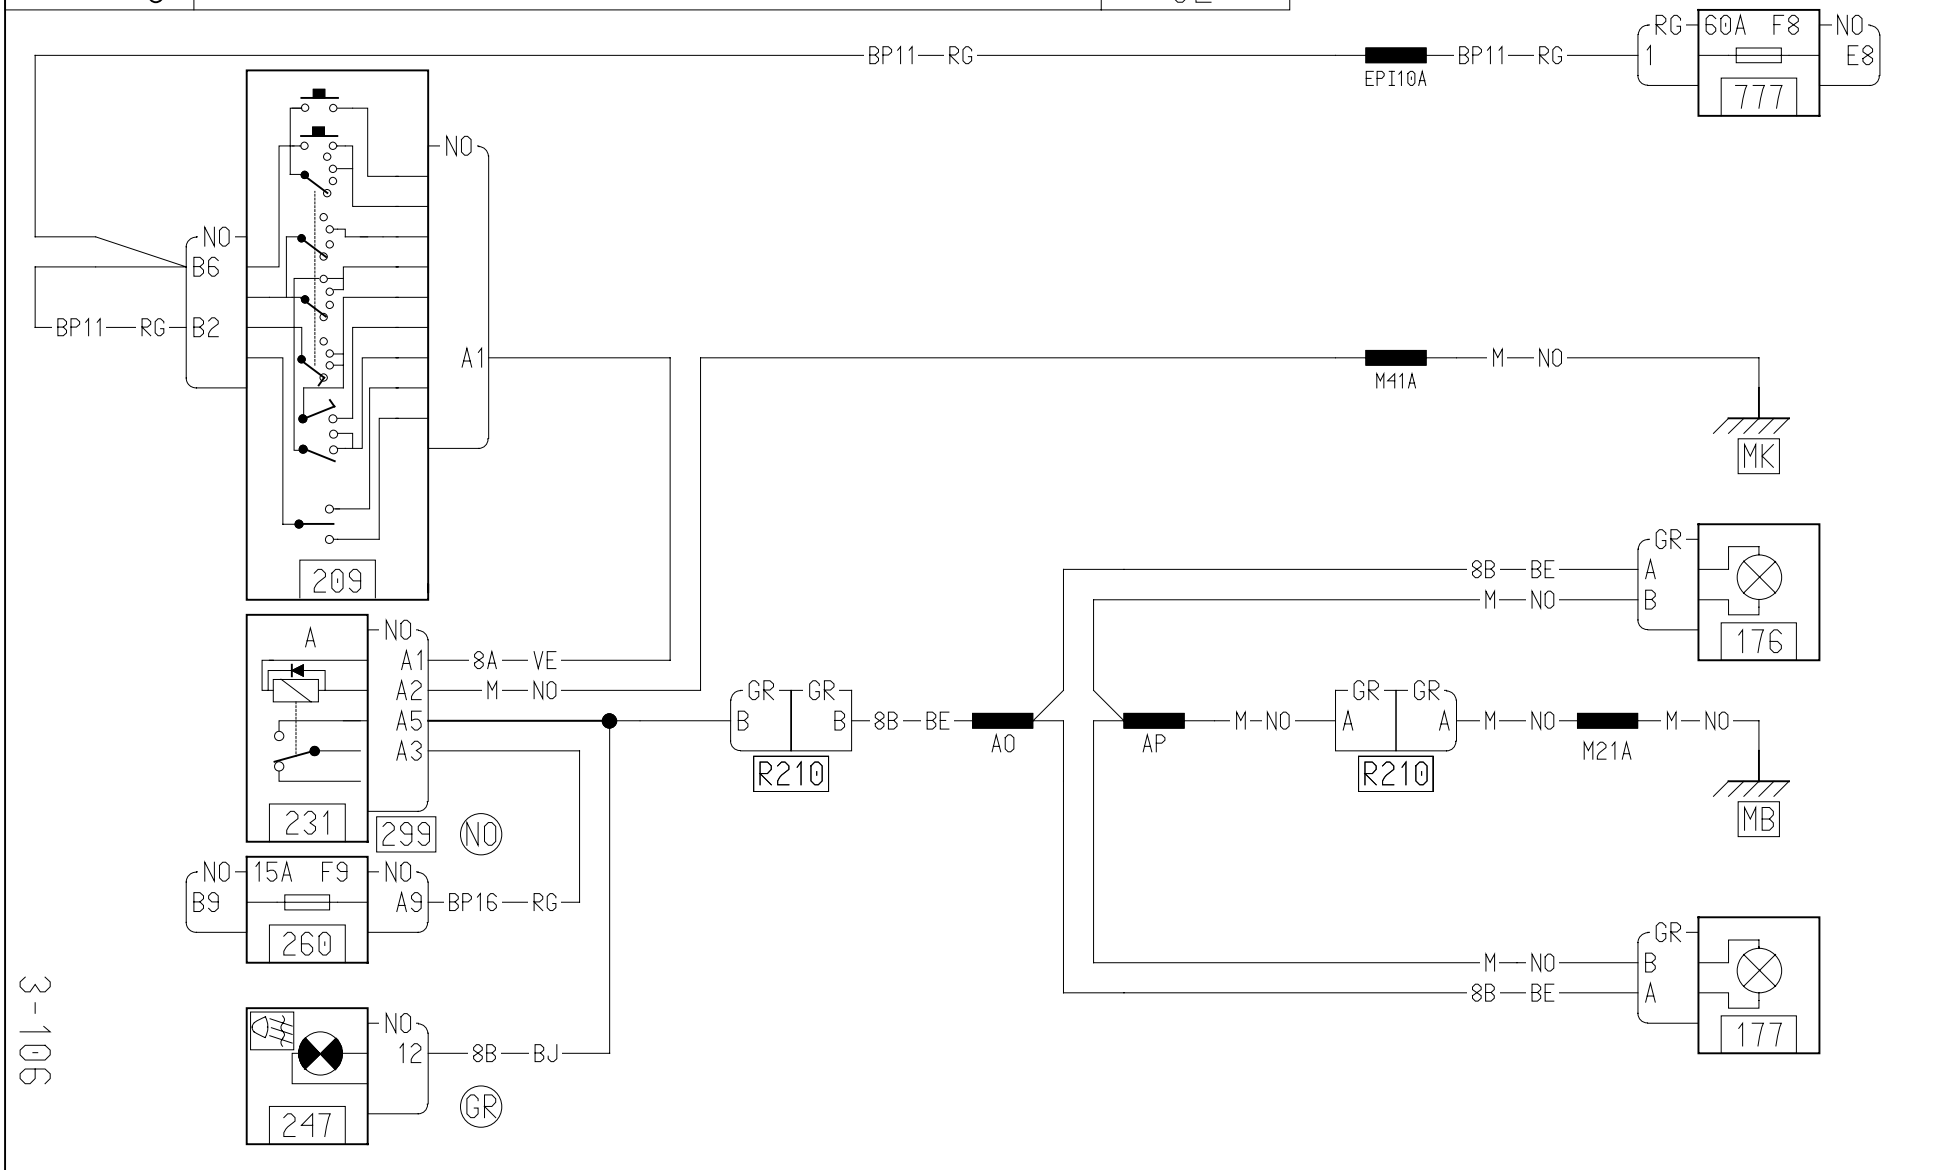 RG 60A F8 NO
BP11 RG BP11 RG 1 E8
EPI10A
777
NO
NO
B6
BP11 RG B2
A1 M NO
M41A
MK
GR
8B BE A
209 M NO B
A NO 176
A1 8A VE
A2 M NO GR GR GR GR
A5 B B 8B BE M NO A A M NO M NO
A3 AO AP M21A
R210 R210
231 299 NO MB
NO 15A F9 NO
B9 A9 BP16 RG
260 GR
M NO B
8B BE A
NO 177
12 8B BJ
GR
247
3-106